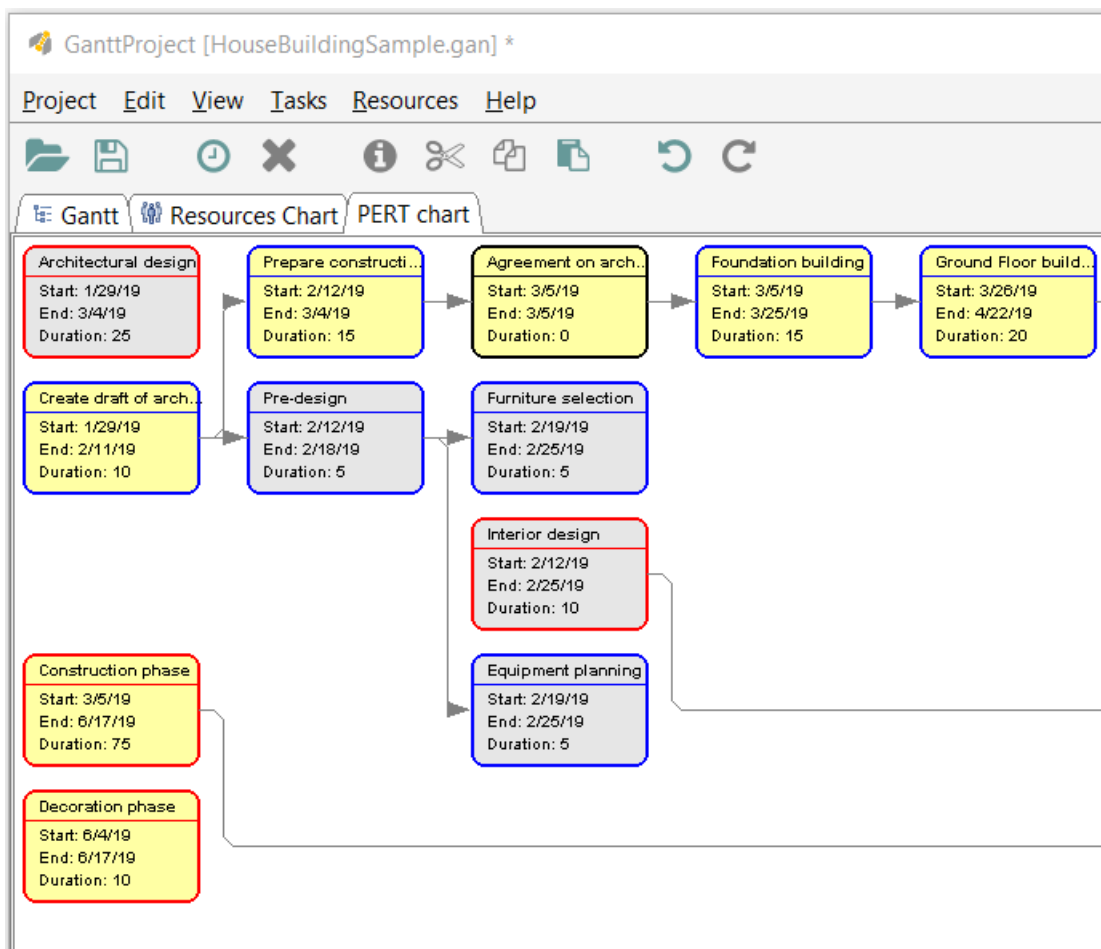 GanttProject [HouseBuildingSample.gan] *
Project Edit View Tasks Resources Help
Gantt Resources Chart PERT chart
Architectural design
Start: 1/29/19
End: 3/4/19
Duration: 25
Prepare constructi...
Start: 2/12/19
End: 3/4/19
Duration: 15
Agreement on arch...
Start: 3/5/19
End: 3/5/19
Duration: 0
Foundation building
Start: 3/5/19
End: 3/25/19
Duration: 15
Ground Floor build...
Start: 3/26/19
End: 4/22/19
Duration: 20
Create draft of arch...
Start: 1/29/19
End: 2/11/19
Duration: 10
Pre-design
Start: 2/12/19
End: 2/18/19
Duration: 5
Furniture selection
Start: 2/19/19
End: 2/25/19
Duration: 5
Interior design
Start: 2/12/19
End: 2/25/19
Duration: 10
Construction phase
Start: 3/5/19
End: 6/17/19
Duration: 75
Equipment planning
Start: 2/19/19
End: 2/25/19
Duration: 5
Decoration phase
Start: 6/4/19
End: 6/17/19
Duration: 10